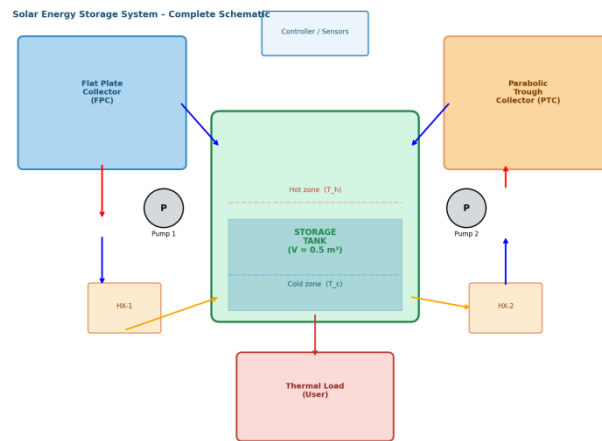 Solar Energy Storage System – Complete Schematic
Controller / Sensors
Flat Plate
Collector
(FPC)
Parabolic
Trough
Collector (PTC)
Hot zone (T_h)
P
Pump 1
P
Pump 2
STORAGE
TANK
(V = 0.5 m³)
Cold zone (T_c)
HX-1
HX-2
Thermal Load
(User)